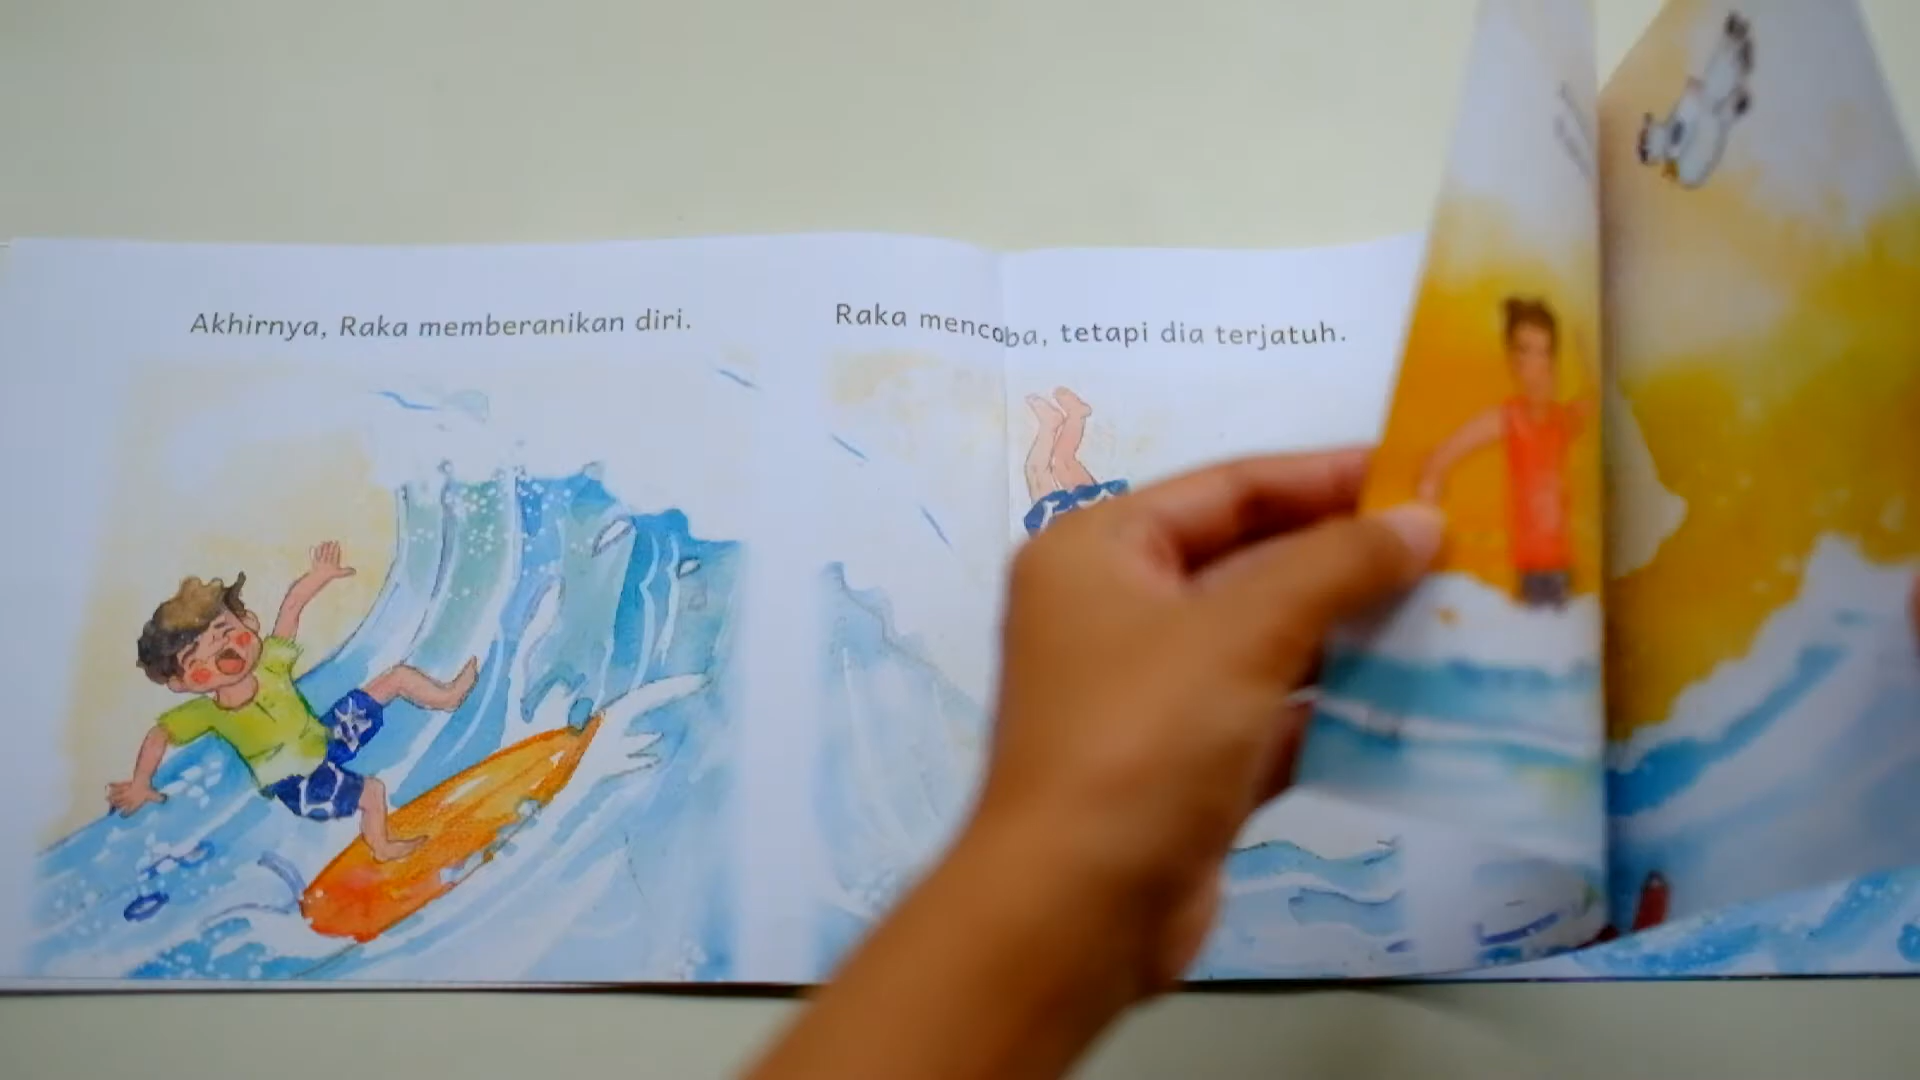 Akhirnya, Raka memberanikan diri.
Raka mencoba, tetapi dia terjatuh.